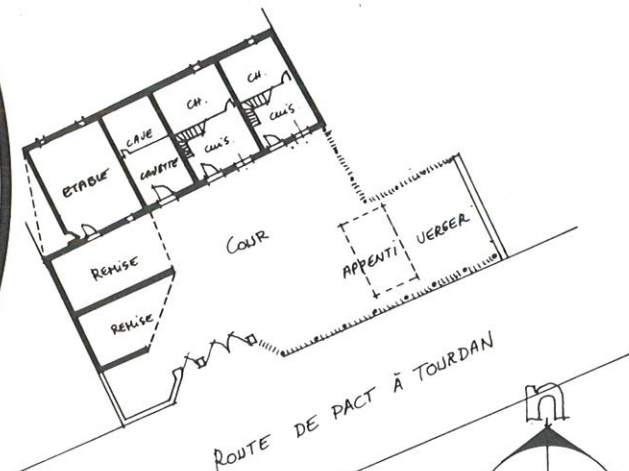 CH.
CH.
CAVE
CUIS.
CUIS.
CAVETTE
ETABLE
COUR
REMISE
APPENTI
VERGER
REMISE
ROUTE DE PACT À TOURDAN